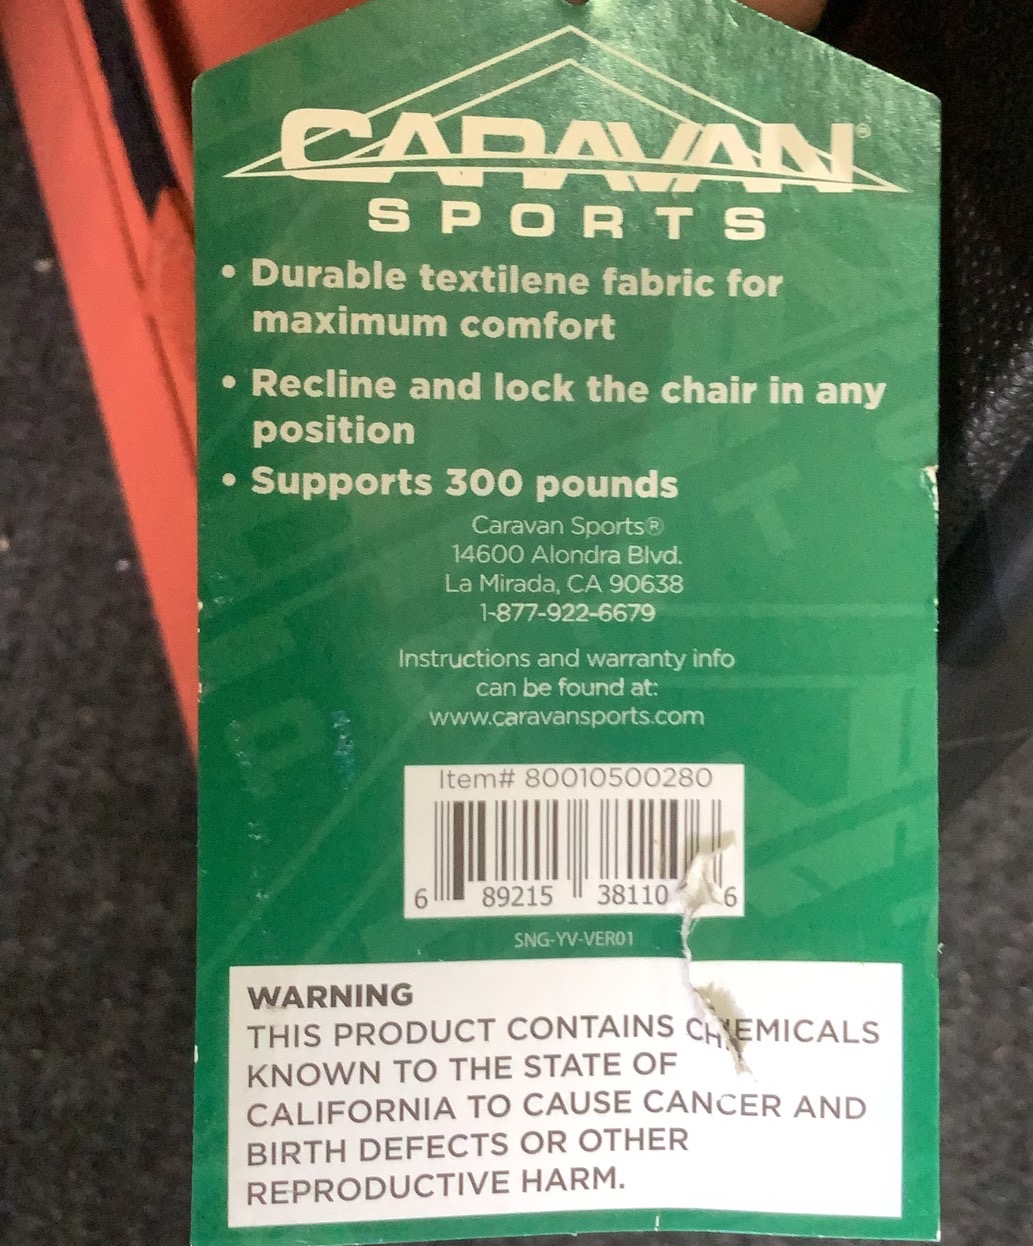 CARAVAN®
SPORTS
• Durable textilene fabric for
maximum comfort
• Recline and lock the chair in any
position
• Supports 300 pounds
Caravan Sports®
14600 Alondra Blvd.
La Mirada, CA 90638
1-877-922-6679
Instructions and warranty info
can be found at:
www.caravansports.com
Item# 80010500280
6 89215 38110 6
SNG-YV-VER01
WARNING
THIS PRODUCT CONTAINS CHEMICALS
KNOWN TO THE STATE OF
CALIFORNIA TO CAUSE CANCER AND
BIRTH DEFECTS OR OTHER
REPRODUCTIVE HARM.